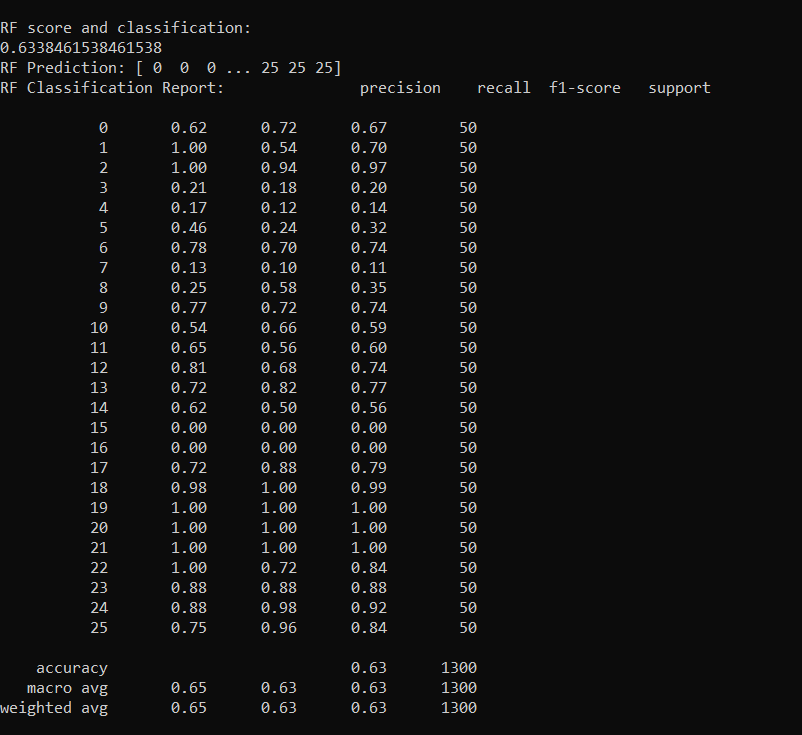 RF score and classification:
0.6338461538461538
RF Prediction: [ 0  0  0 ... 25 25 25]
RF Classification Report:               precision    recall  f1-score   support

           0       0.62      0.72      0.67        50
           1       1.00      0.54      0.70        50
           2       1.00      0.94      0.97        50
           3       0.21      0.18      0.20        50
           4       0.17      0.12      0.14        50
           5       0.46      0.24      0.32        50
           6       0.78      0.70      0.74        50
           7       0.13      0.10      0.11        50
           8       0.25      0.58      0.35        50
           9       0.77      0.72      0.74        50
          10       0.54      0.66      0.59        50
          11       0.65      0.56      0.60        50
          12       0.81      0.68      0.74        50
          13       0.72      0.82      0.77        50
          14       0.62      0.50      0.56        50
          15       0.00      0.00      0.00        50
          16       0.00      0.00      0.00        50
          17       0.72      0.88      0.79        50
          18       0.98      1.00      0.99        50
          19       1.00      1.00      1.00        50
          20       1.00      1.00      1.00        50
          21       1.00      1.00      1.00        50
          22       1.00      0.72      0.84        50
          23       0.88      0.88      0.88        50
          24       0.88      0.98      0.92        50
          25       0.75      0.96      0.84        50

    accuracy                           0.63      1300
   macro avg       0.65      0.63      0.63      1300
weighted avg       0.65      0.63      0.63      1300